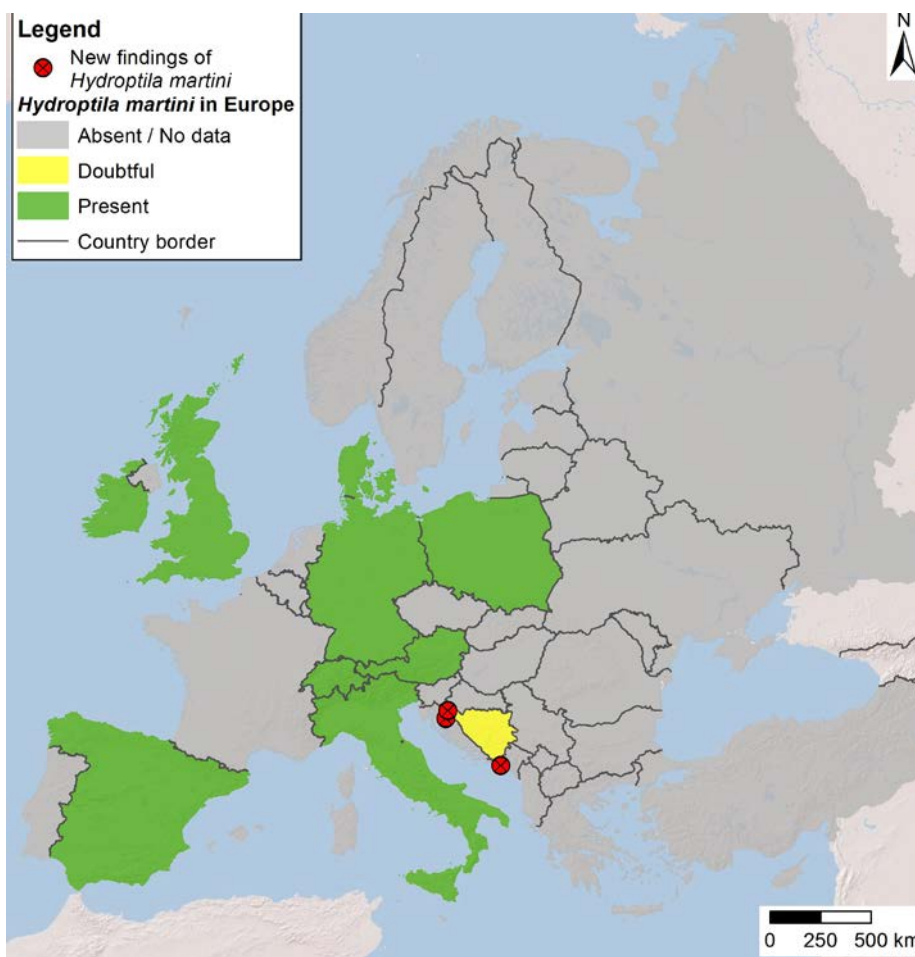 Legend
New findings of
Hydroptila martini
Hydroptila martini in Europe
Absent / No data
Doubtful
Present
Country border
N
0 250 500 km